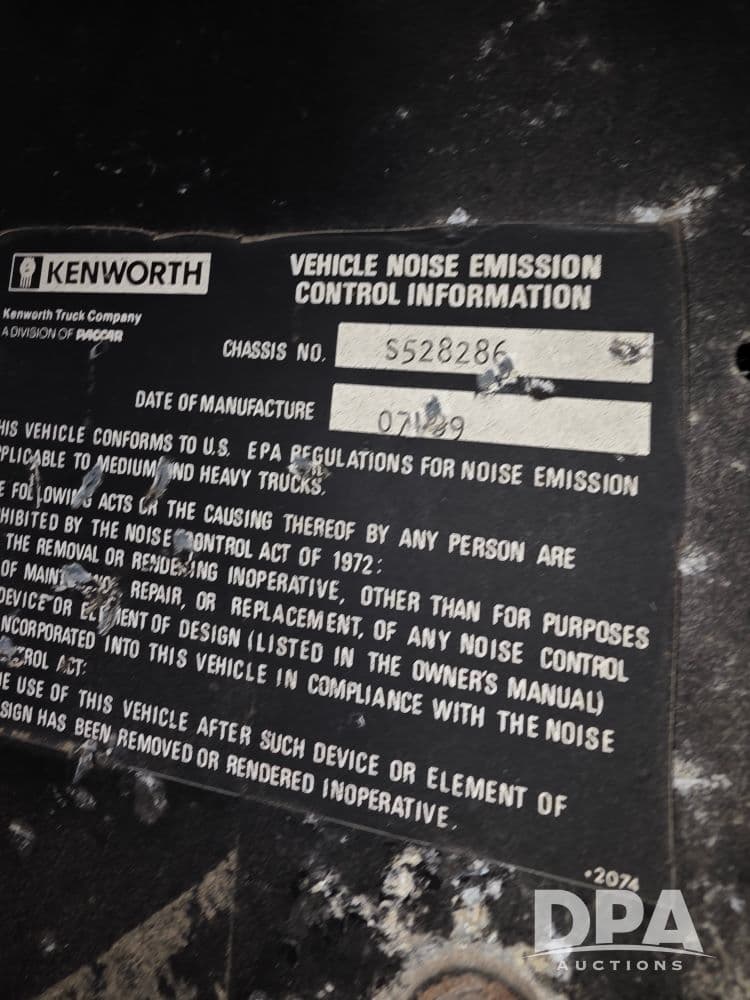 KENWORTH
Kenworth Truck Company
A DIVISION OF PACCAR
VEHICLE NOISE EMISSION
CONTROL INFORMATION
CHASSIS NO. S528286
DATE OF MANUFACTURE
HIS VEHICLE CONFORMS TO U.S. EPA REGULATIONS FOR NOISE EMISSION
PPLICABLE TO MEDIUM AND HEAVY TRUCKS.
E FOLLOWING ACTS OR THE CAUSING THEREOF BY ANY PERSON ARE
HIBITED BY THE NOISE CONTROL ACT OF 1972:
THE REMOVAL OR RENDERING INOPERATIVE, OTHER THAN FOR PURPOSES
OF MAINTENANCE, REPAIR, OR REPLACEMENT, OF ANY NOISE CONTROL
DEVICE OR ELEMENT OF DESIGN (LISTED IN THE OWNER'S MANUAL)
NCORPORATED INTO THIS VEHICLE IN COMPLIANCE WITH THE NOISE
TROL ACT:
E USE OF THIS VEHICLE AFTER SUCH DEVICE OR ELEMENT OF
SIGN HAS BEEN REMOVED OR RENDERED INOPERATIVE.
•2074
DPA
AUCTIONS